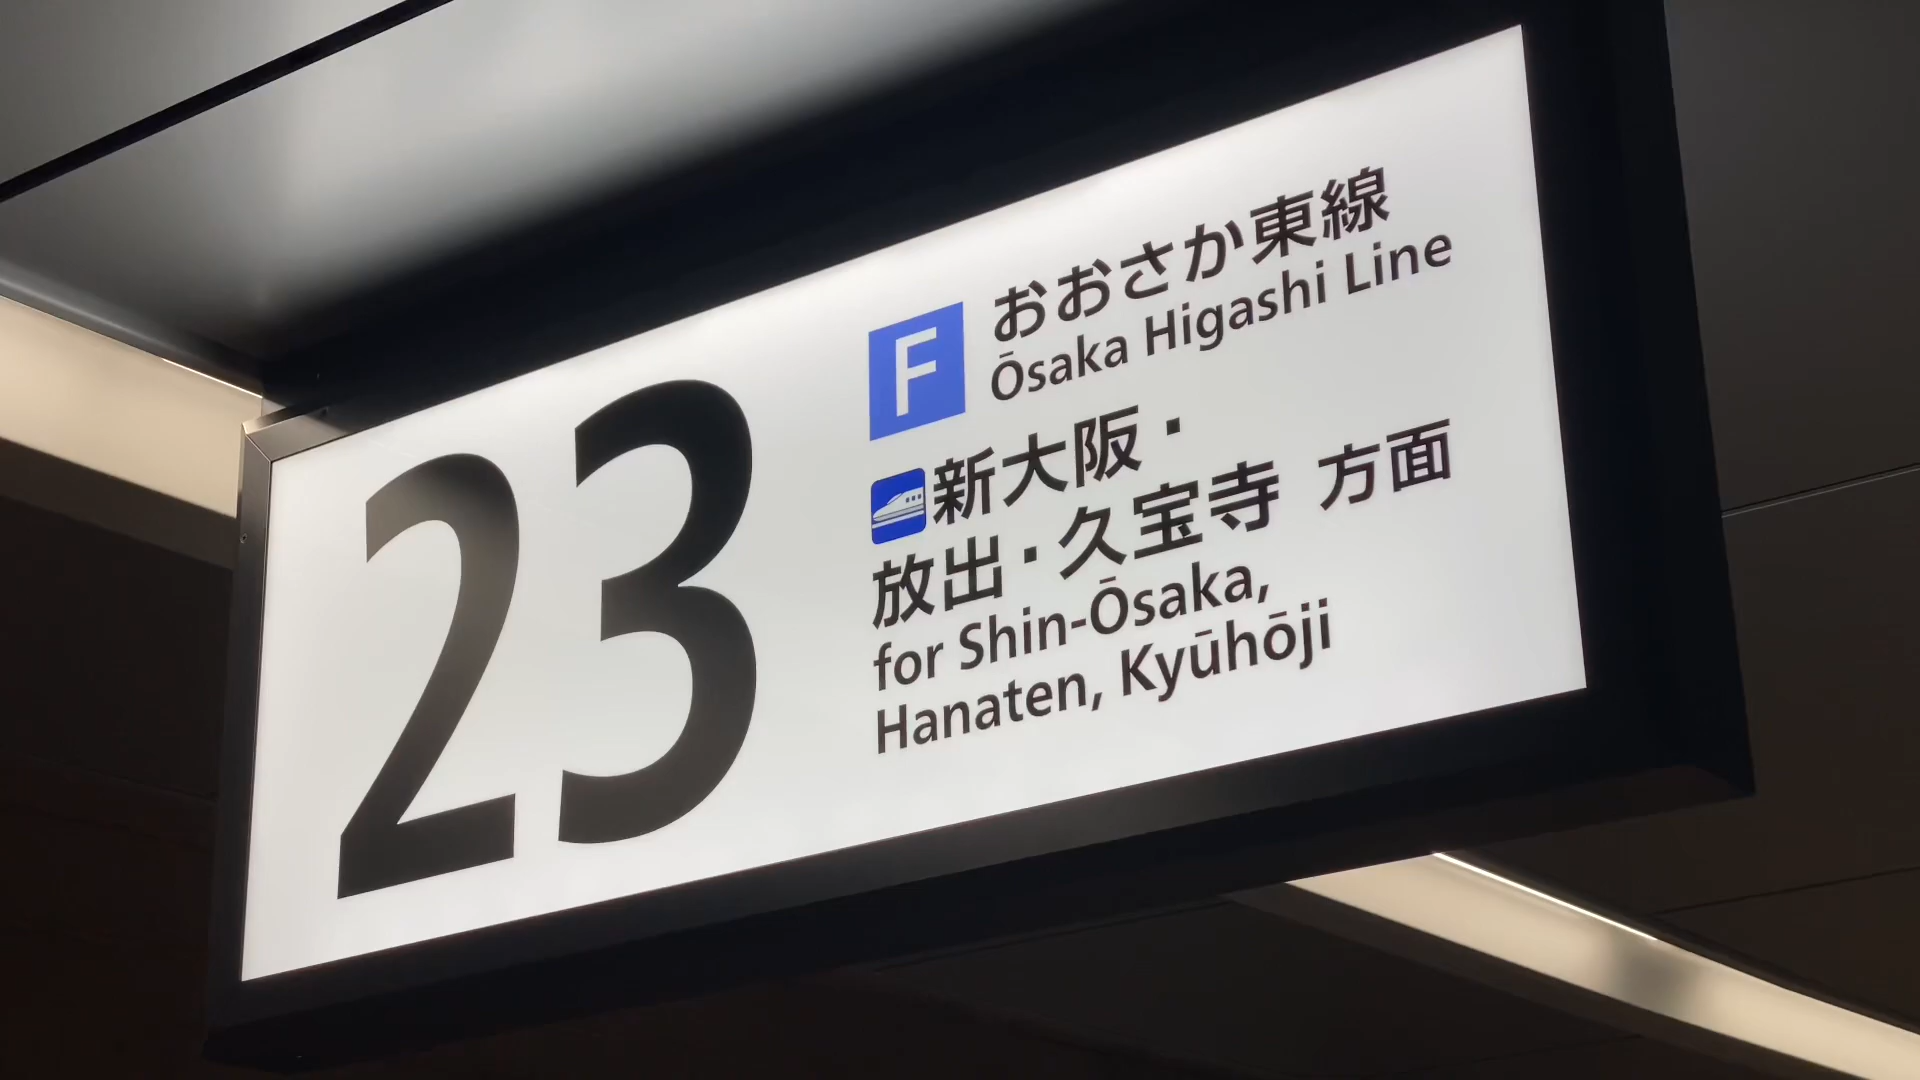 23
F
おおさか東線
Ōsaka Higashi Line
新大阪・
放出・久宝寺 方面
for Shin-Ōsaka,
Hanaten, Kyūhōji